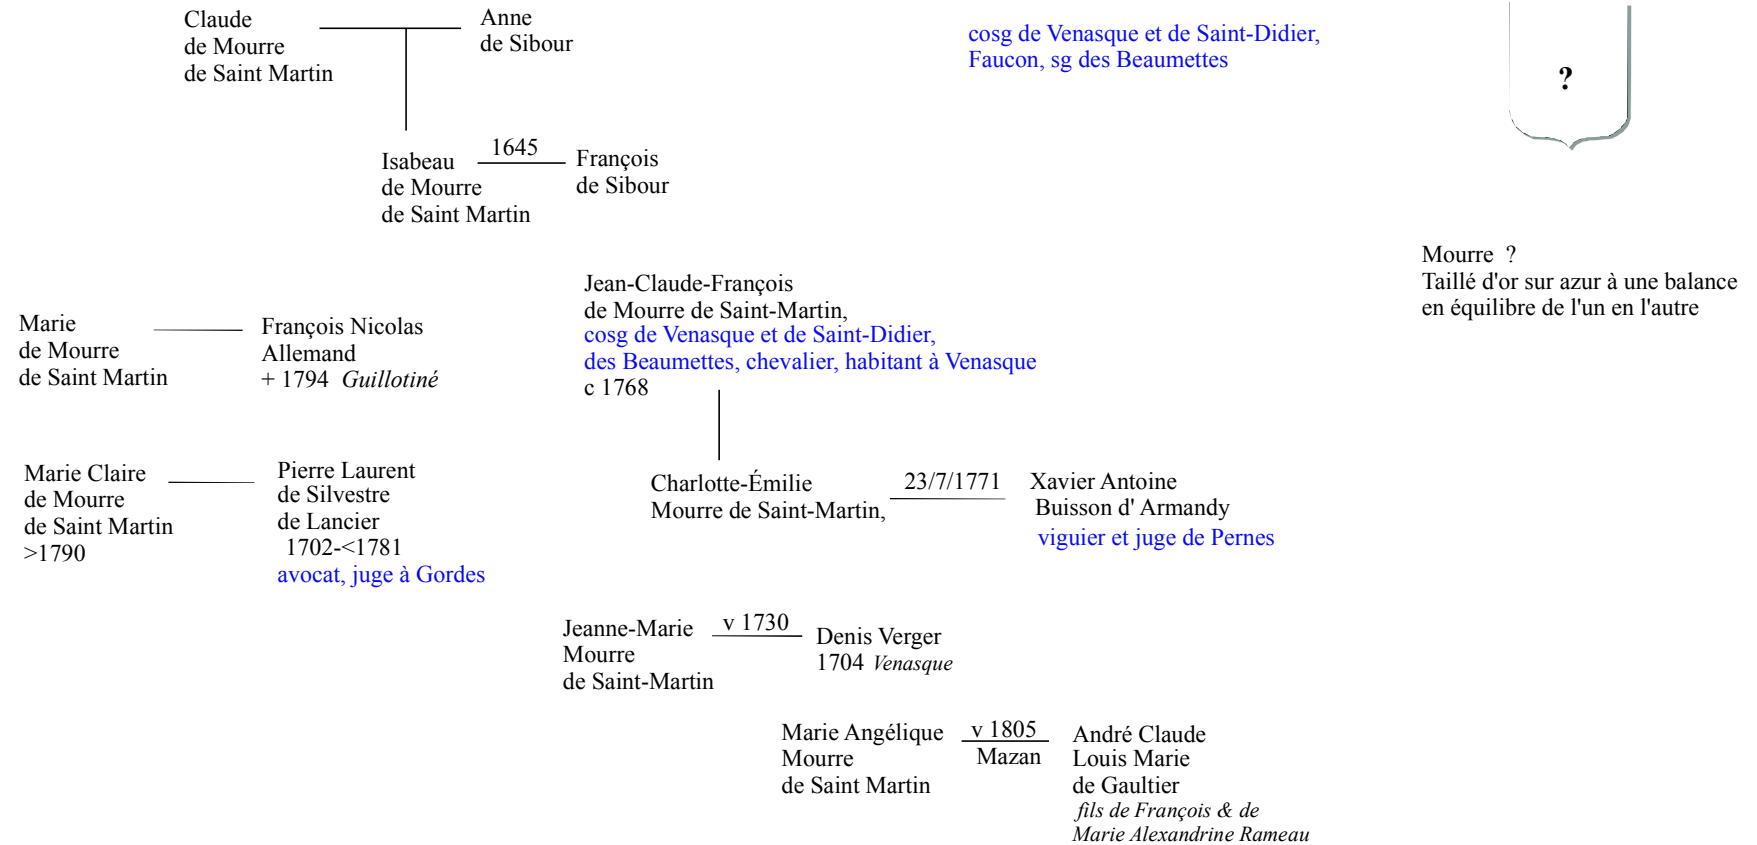 Claude
de Mourre
de Saint Martin
Anne
de Sibour
cosg de Venasque et de Saint-Didier,
Faucon, sg des Beaumettes
?
Isabeau
de Mourre
de Saint Martin
1645
François
de Sibour
Mourre ?
Taillé d'or sur azur à une balance
en équilibre de l'un en l'autre
Marie
de Mourre
de Saint Martin
François Nicolas
Allemand
+ 1794 Guillotiné
Jean-Claude-François
de Mourre de Saint-Martin,
cosg de Venasque et de Saint-Didier,
des Beaumettes, chevalier, habitant à Venasque
c 1768
Marie Claire
de Mourre
de Saint Martin
>1790
Pierre Laurent
de Silvestre
de Lancier
1702-<1781
avocat, juge à Gordes
Charlotte-Émilie
Mourre de Saint-Martin,
23/7/1771
Xavier Antoine
Buisson d' Armandy
viguier et juge de Pernes
Jeanne-Marie
Mourre
de Saint-Martin
v 1730
Denis Verger
1704 Venasque
Marie Angélique
Mourre
de Saint Martin
v 1805
Mazan
André Claude
Louis Marie
de Gaultier
fils de François & de
Marie Alexandrine Rameau